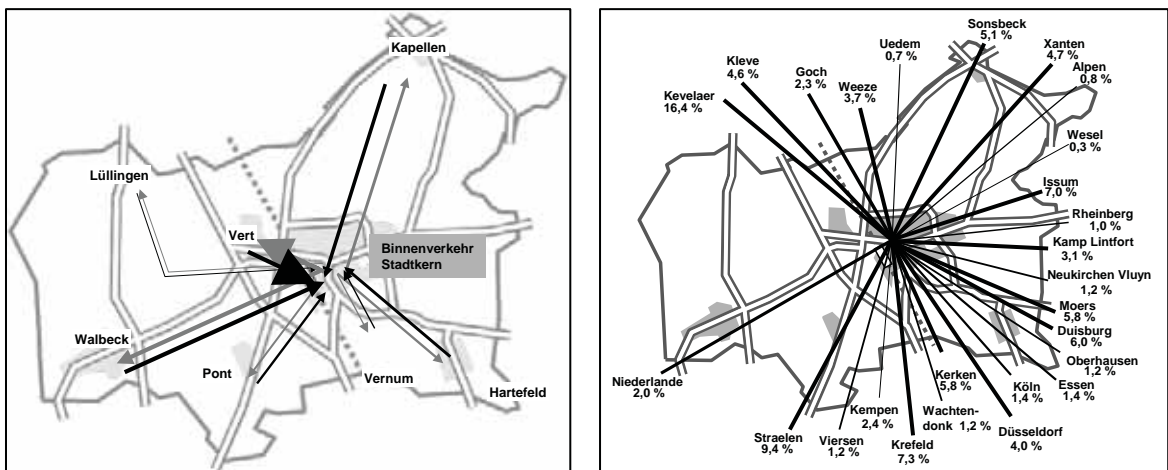 Kapellen
Lüllingen
Vert
Binnenverkehr
Stadtkern
Walbeck
Pont
Vernum
Hartefeld
Sonsbeck
5,1 %
Uedem
0,7 %
Xanten
4,7 %
Kleve
4,6 %
Goch
2,3 %
Weeze
3,7 %
Alpen
0,8 %
Kevelaer
16,4 %
Wesel
0,3 %
Issum
7,0 %
Rheinberg
1,0 %
Kamp Lintfort
3,1 %
Neukirchen Vluyn
1,2 %
Moers
5,8 %
Duisburg
6,0 %
Oberhausen
1,2 %
Niederlande
2,0 %
Kerken
5,8 %
Köln
1,4 %
Essen
1,4 %
Kempen
2,4 %
Wachten-
donk 1,2 %
Straelen
9,4 %
Viersen
1,2 %
Krefeld
7,3 %
Düsseldorf
4,0 %